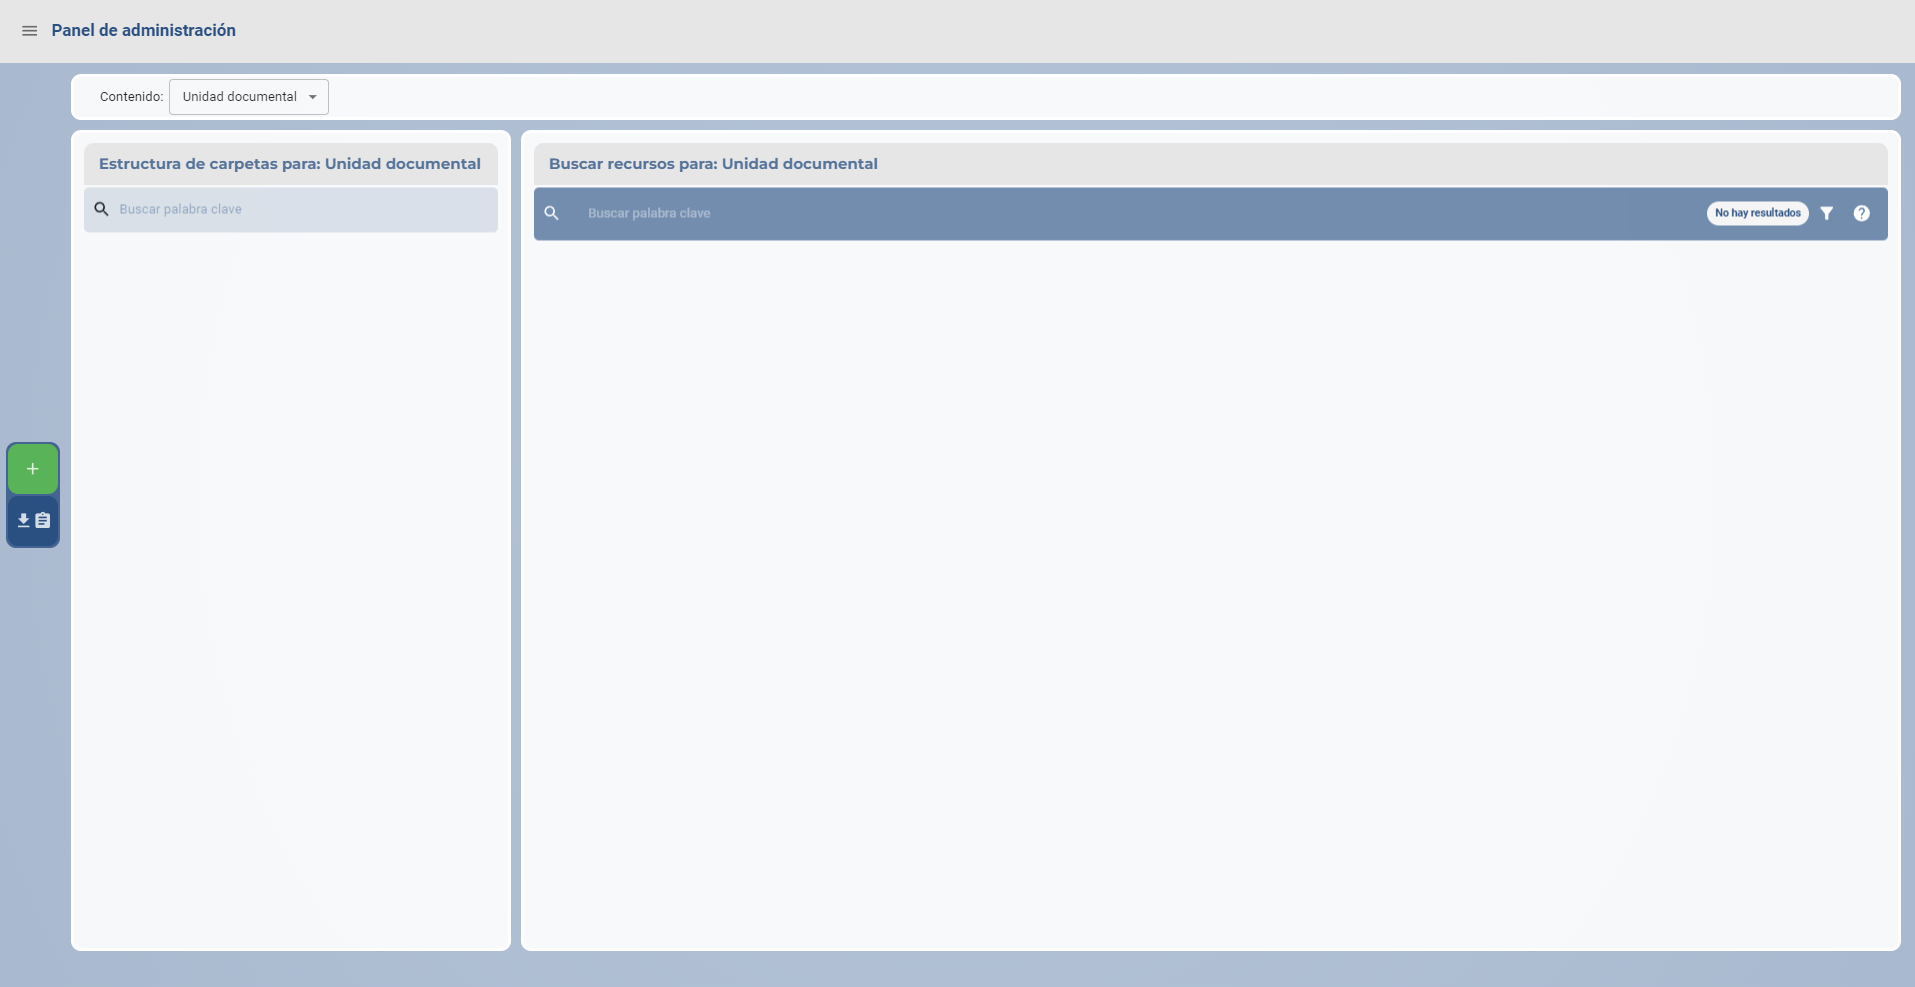 Panel de administración
Contenido: Unidad documental
Estructura de carpetas para: Unidad documental
Buscar palabra clave
Buscar recursos para: Unidad documental
Buscar palabra clave No hay resultados